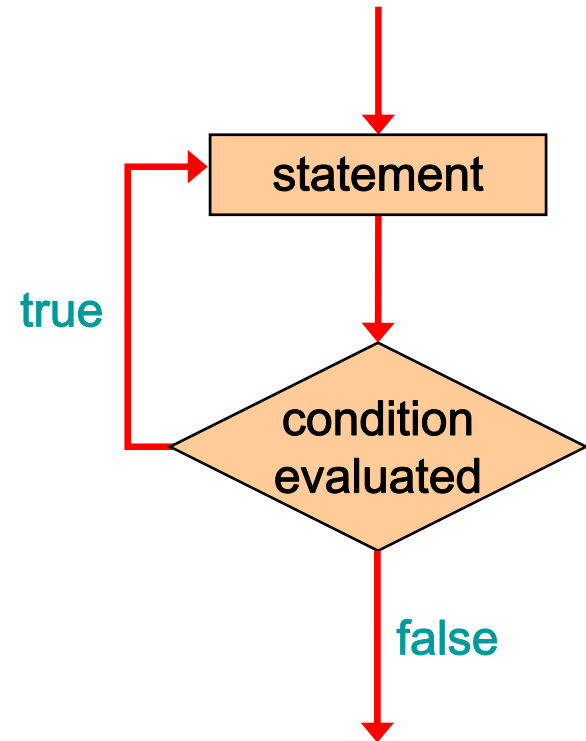 statement
true
condition
evaluated
false